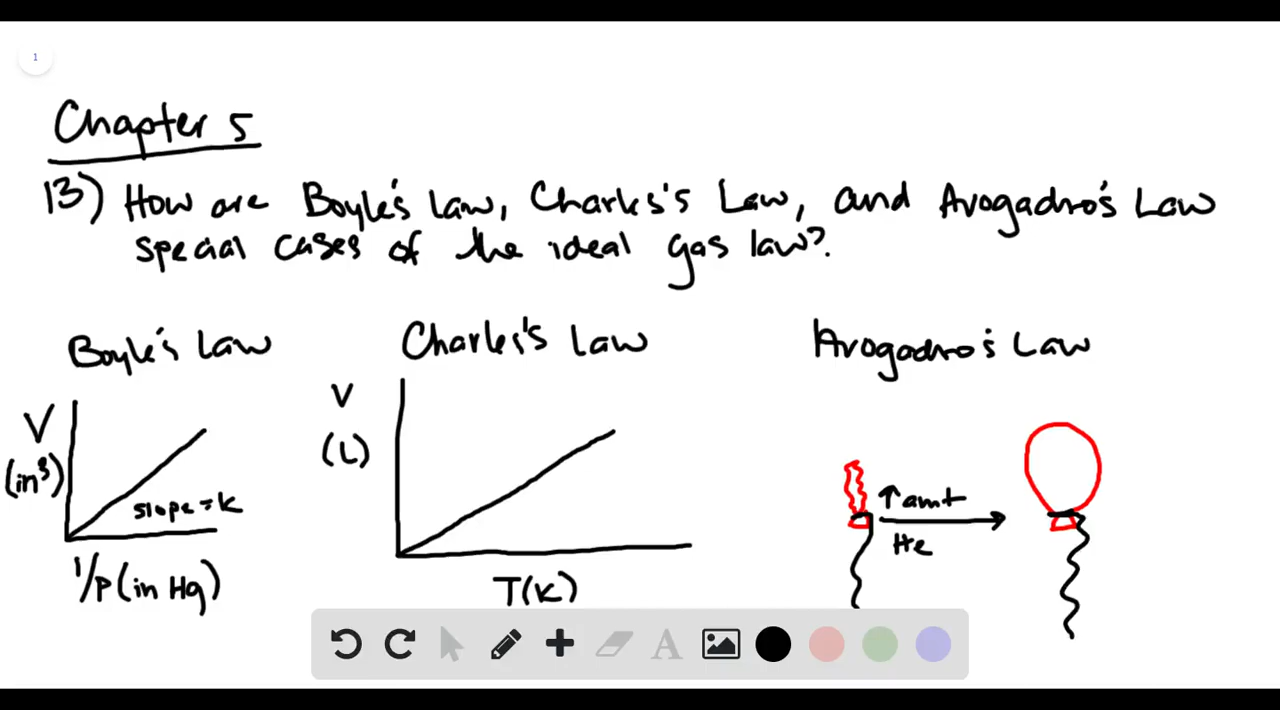 1
Chapter 5
13) How are Boyle's law, Charles's Law, and Avogadro's Law
special cases of the ideal gas law?
Boyle's Law
Charles's Law
Avogadro's Law
V
(in³)
slope = k
1/P (in Hg)
V
(L)
T(K)
↑ amt
He
A